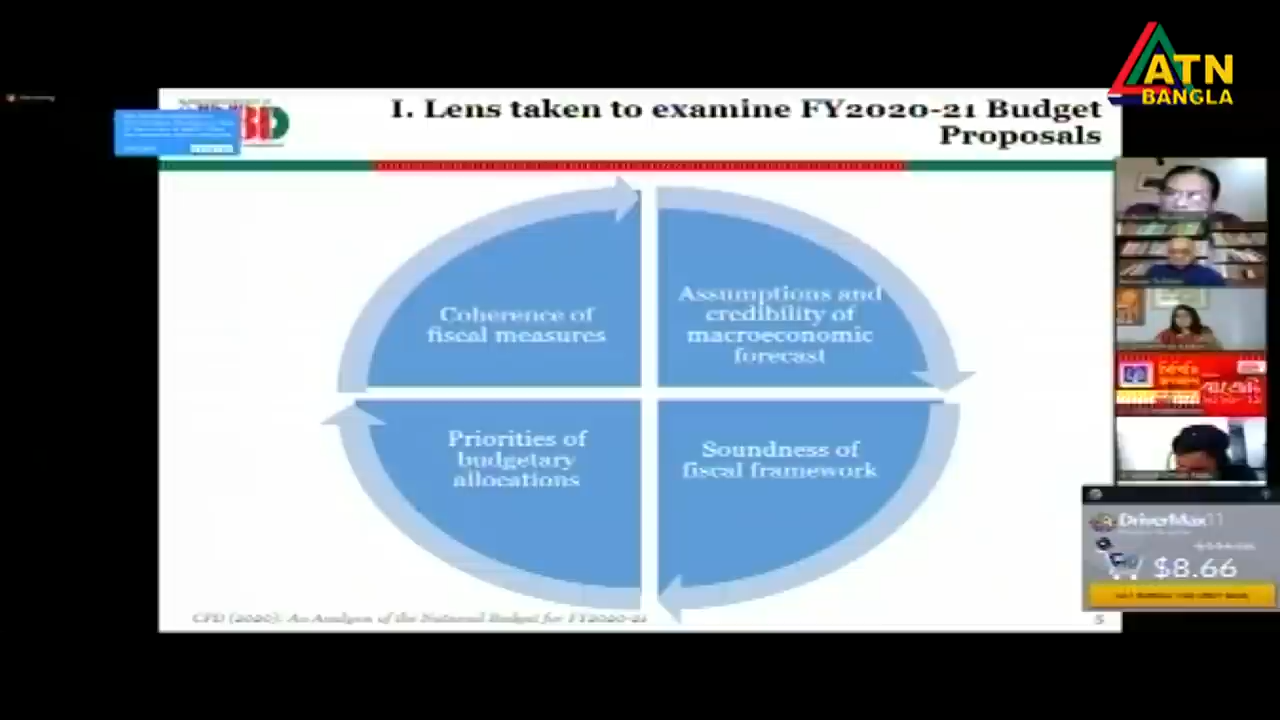 ATN
BANGLA
I. Lens taken to examine FY2020-21 Budget
Proposals
Coherence of
fiscal measures
Assumptions and
credibility of
macroeconomic
forecast
Priorities of
budgetary
allocations
Soundness of
fiscal framework
CPD (2020): An Analysis of the National Budget for FY2020-21
5
DriverMax11
$8.66